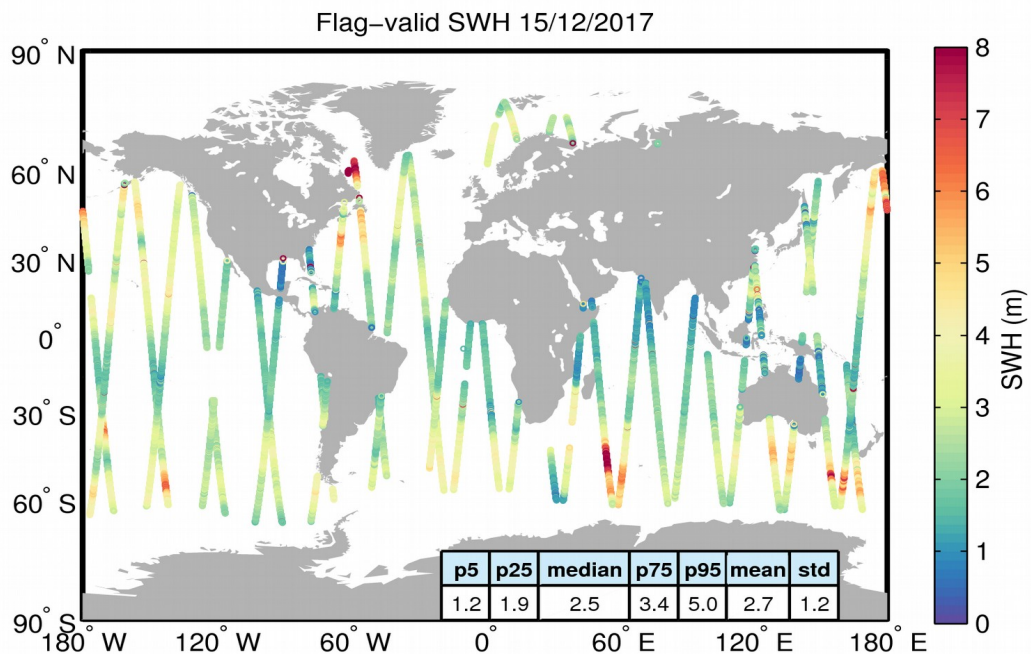 Flag−valid SWH 15/12/2017
90° N
60° N
30° N
0°
30° S
60° S
90° S
180° W
120° W
60° W
0°
60° E
120° E
180° E
p5 p25 median p75 p95 mean std
1.2 1.9 2.5 3.4 5.0 2.7 1.2
8
7
6
5
4
3
2
1
0
SWH (m)